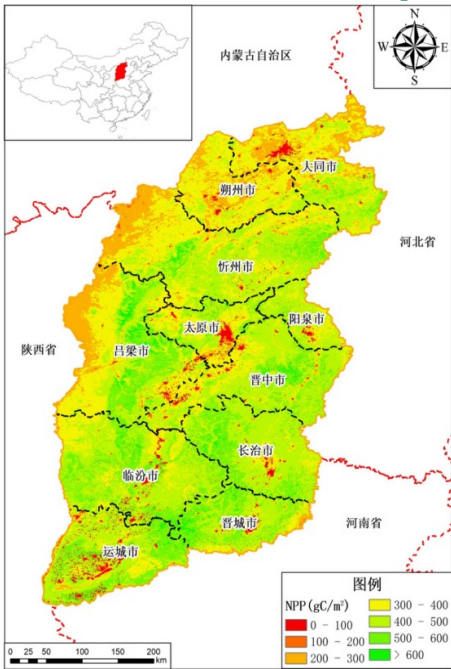 N
W
E
S
内蒙古自治区
大同市
朔州市
河北省
忻州市
太原市
阳泉市
陕西省
吕梁市
晋中市
长治市
临汾市
河南省
晋城市
运城市
图例
NPP(gC/m²)
0 - 100
100 - 200
200 - 300
300 - 400
400 - 500
500 - 600
> 600
0 25 50 100 150 200
km